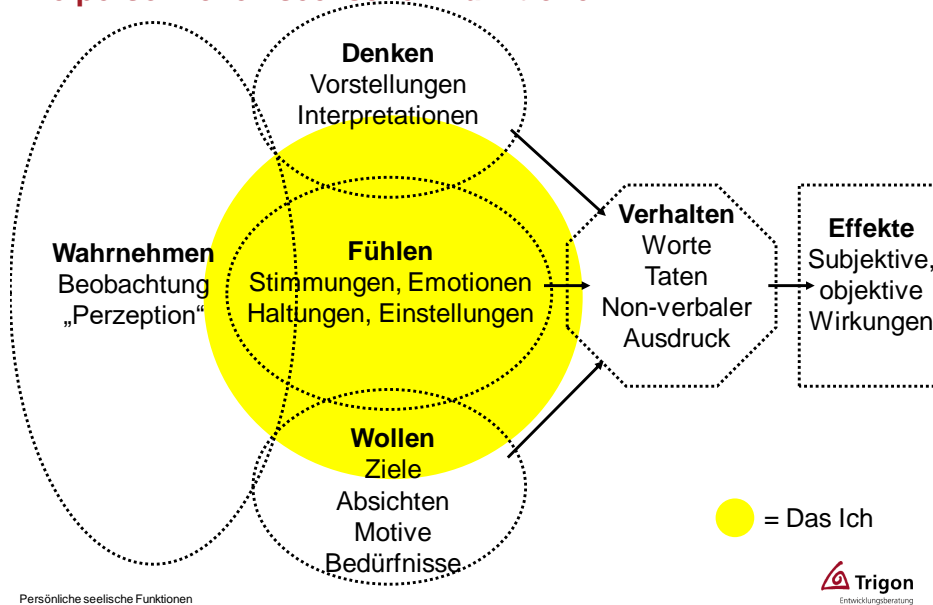 Denken
Vorstellungen
Interpretationen
Wahrnehmen
Beobachtung
„Perzeption“
Fühlen
Stimmungen, Emotionen
Haltungen, Einstellungen
Wollen
Ziele
Absichten
Motive
Bedürfnisse
Verhalten
Worte
Taten
Non-verbaler
Ausdruck
Effekte
Subjektive,
objektive
Wirkungen
= Das Ich
Persönliche seelische Funktionen
Trigon
Entwicklungsberatung